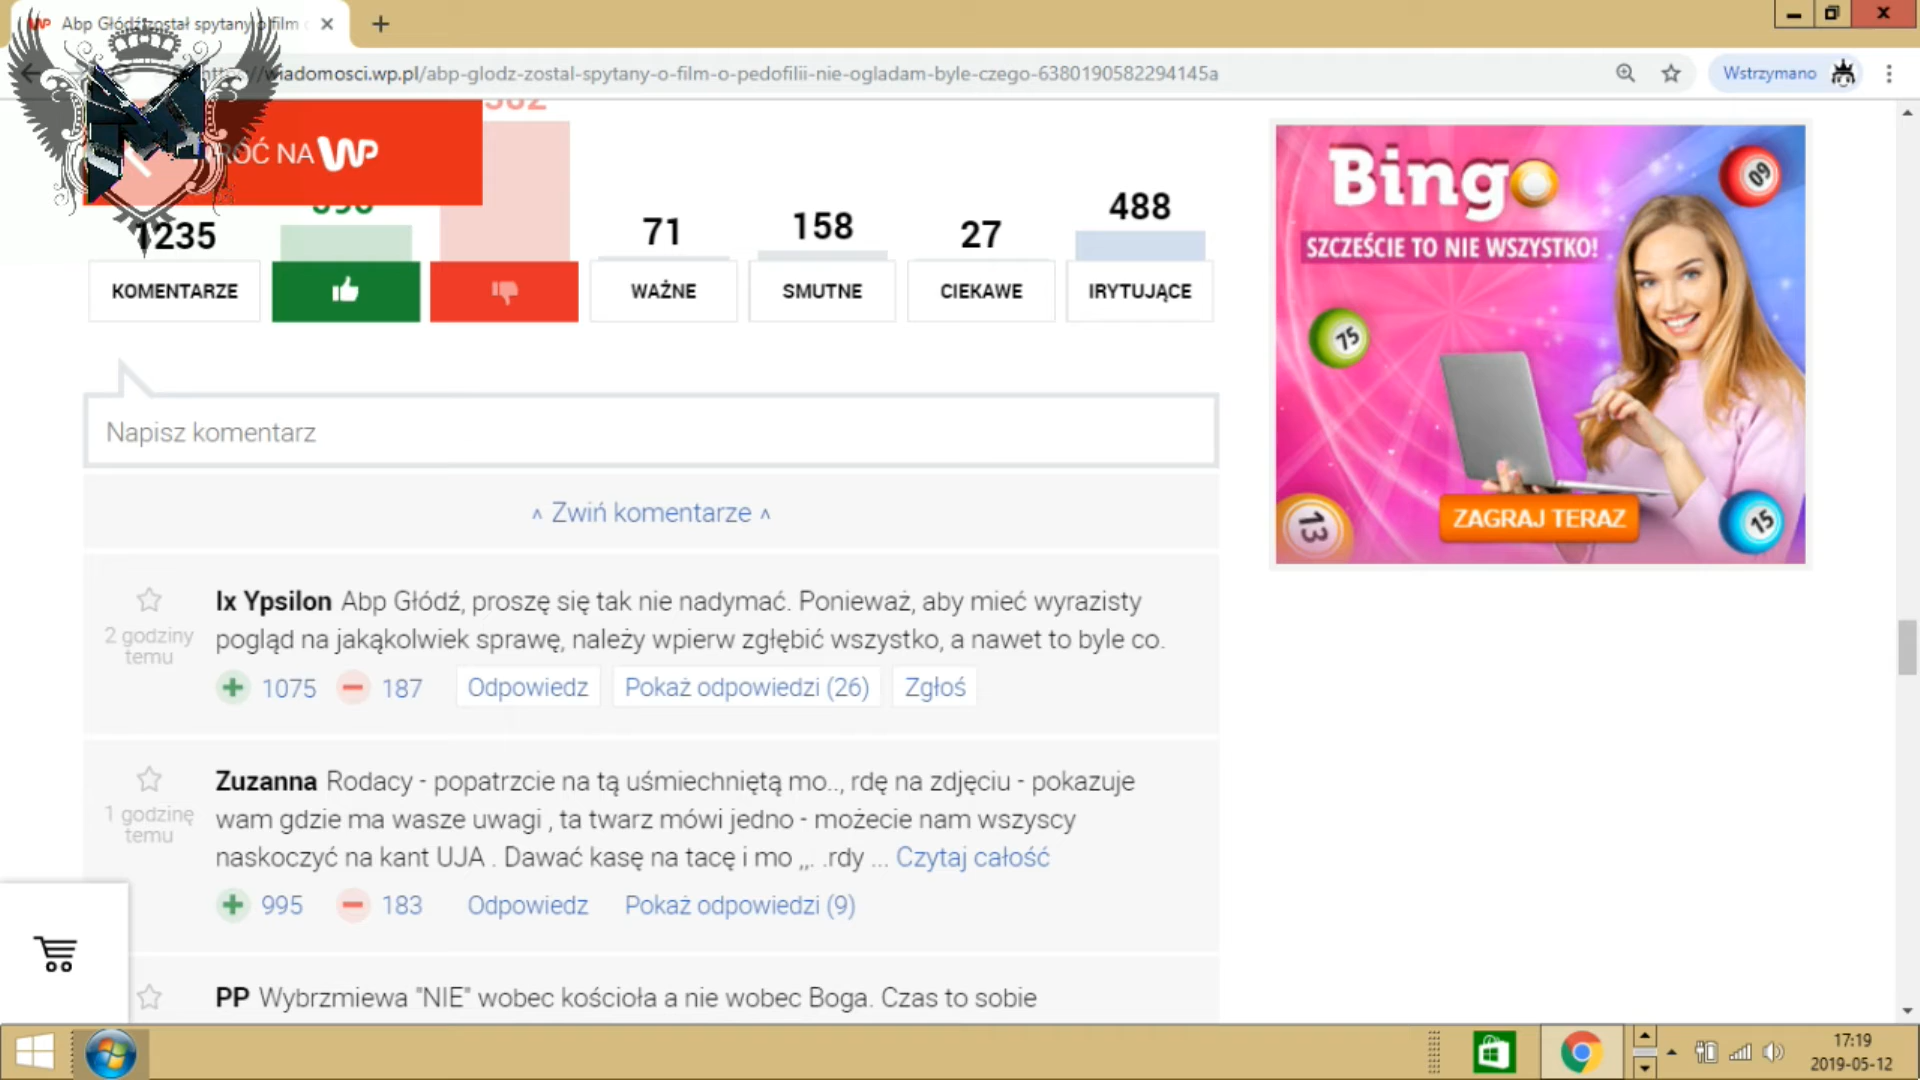 Abp Głódź został spytany o film
wiadomosci.wp.pl/abp-glodz-zostal-spytany-o-film-o-pedofilii-nie-ogladam-byle-czego-6380190582294145a
Wstrzymano
NA WP
1235
71
158
27
488
KOMENTARZE
WAŻNE
SMUTNE
CIEKAWE
IRYTUJĄCE
Napisz komentarz
^ Zwiń komentarze ^
Ix Ypsilon Abp Głódź, proszę się tak nie nadymać. Ponieważ, aby mieć wyrazisty
2 godziny temu
pogląd na jakąkolwiek sprawę, należy wpierw zgłębić wszystko, a nawet to byle co.
+ 1075 − 187 Odpowiedz Pokaż odpowiedzi (26) Zgłoś
Zuzanna Rodacy - popatrzcie na tą uśmiechniętą mo.., rdę na zdjęciu - pokazuje
1 godzinę temu
wam gdzie ma wasze uwagi , ta twarz mówi jedno - możecie nam wszyscy
naskoczyć na kant UJA . Dawać kasę na tacę i mo ,,. .rdy ... Czytaj całość
+ 995 − 183 Odpowiedz Pokaż odpowiedzi (9)
PP Wybrzmiewa "NIE" wobec kościoła a nie wobec Boga. Czas to sobie
Bingo
09
SZCZEŚCIE TO NIE WSZYSTKO!
75
13
15
ZAGRAJ TERAZ
17:19
2019-05-12